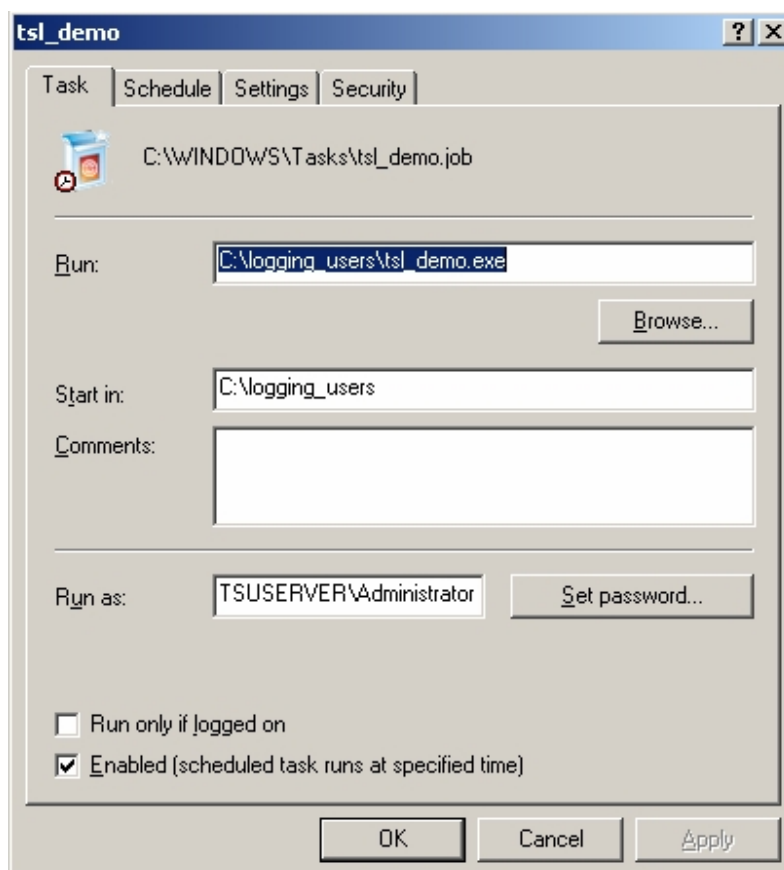 tsl_demo
Task Schedule Settings Security
C:\WINDOWS\Tasks\tsl_demo.job
Run: C:\logging_users\tsl_demo.exe
Browse...
Start in: C:\logging_users
Comments:
Run as: TSUSERVER\Administrator Set password...
Run only if logged on
Enabled (scheduled task runs at specified time)
OK Cancel Apply